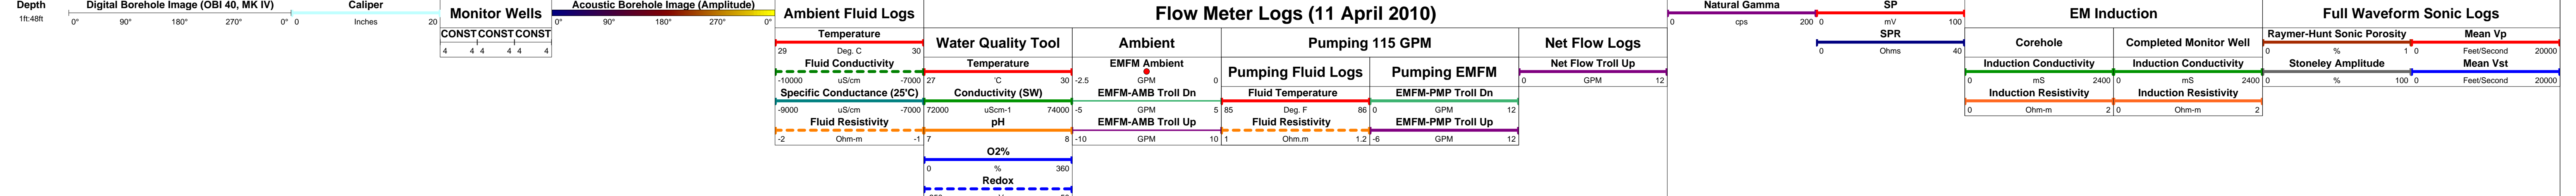 Depth
1ft:48ft
Digital Borehole Image (OBI 40, MK IV)
0° 90° 180° 270° 0°
Caliper
0 Inches 20
Monitor Wells
CONST CONST CONST
4 4 4 4 4 4
Acoustic Borehole Image (Amplitude)
0° 90° 180° 270° 0°
Ambient Fluid Logs
Temperature
29 Deg. C 30
Fluid Conductivity
-10000 uS/cm -7000
Specific Conductance (25'C)
-9000 uS/cm -7000
Fluid Resistivity
-2 Ohm-m -1
Flow Meter Logs (11 April 2010)
Water Quality Tool
Temperature
27 'C 30
Conductivity (SW)
72000 uScm-1 74000
pH
7 8
O2%
0 % 360
Redox
Ambient
EMFM Ambient
-2.5 GPM 0
EMFM-AMB Troll Dn
-5 GPM 5
EMFM-AMB Troll Up
-10 GPM 10
Pumping 115 GPM
Pumping Fluid Logs
Fluid Temperature
85 Deg. F 86
Fluid Resistivity
1 Ohm.m 1.2
Pumping EMFM
EMFM-PMP Troll Dn
0 GPM 12
EMFM-PMP Troll Up
-6 GPM 12
Net Flow Logs
Net Flow Troll Up
0 GPM 12
Natural Gamma
0 cps 200
SP
0 mV 100
SPR
0 Ohms 40
EM Induction
Corehole
Induction Conductivity
0 mS 2400
Induction Resistivity
0 Ohm-m 2
Completed Monitor Well
Induction Conductivity
0 mS 2400
Induction Resistivity
0 Ohm-m 2
Full Waveform Sonic Logs
Raymer-Hunt Sonic Porosity
0 % 1
Mean Vp
0 Feet/Second 20000
Stoneley Amplitude
0 % 100
Mean Vst
0 Feet/Second 20000